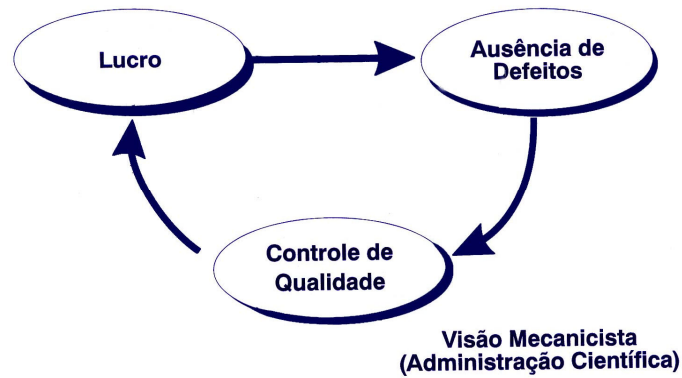 Lucro
Ausência de
Defeitos
Controle de
Qualidade
Visão Mecanicista
(Administração Científica)